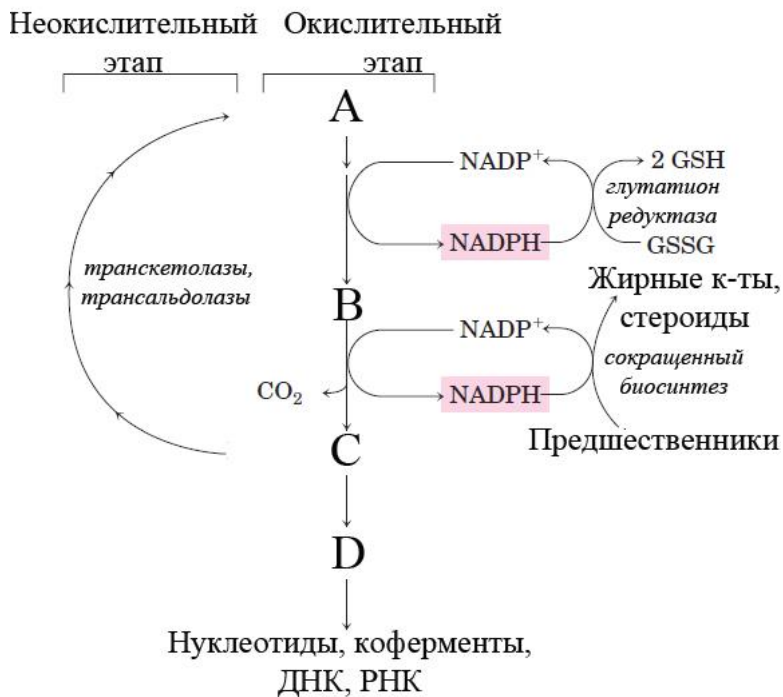 Неокислительный
этап
Окислительный
этап
A
NADP⁺
2 GSH
глутатион
редуктаза
NADPH
GSSG
Жирные к-ты,
стероиды
транскетолазы,
трансальдолазы
B
NADP⁺
сокращенный
биосинтез
CO₂
NADPH
Предшественники
C
D
Нуклеотиды, коферменты,
ДНК, РНК